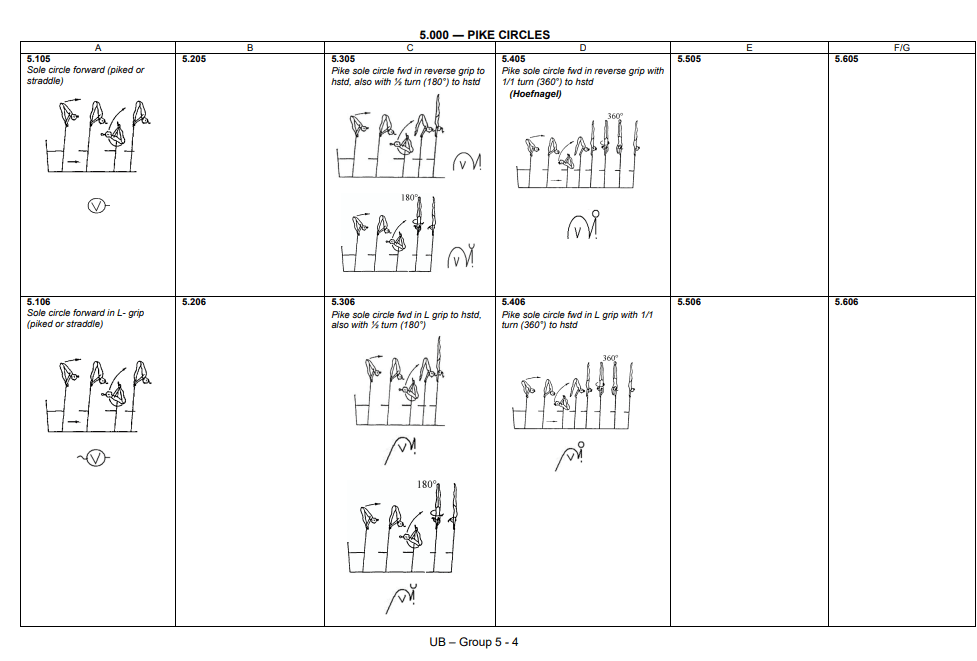 5.000 — PIKE CIRCLES
A B C D E F/G
5.105 5.205 5.305 5.405 5.505 5.605
Sole circle forward (piked or
straddle)
Pike sole circle fwd in reverse grip to
hstd, also with ½ turn (180°) to hstd
Pike sole circle fwd in reverse grip with
1/1 turn (360°) to hstd
(Hoefnagel)
360°
180°
5.106 5.206 5.306 5.406 5.506 5.606
Sole circle forward in L- grip
(piked or straddle)
Pike sole circle fwd in L grip to hstd,
also with ½ turn (180°)
Pike sole circle fwd in L grip with 1/1
turn (360°) to hstd
360°
180°
UB – Group 5 - 4